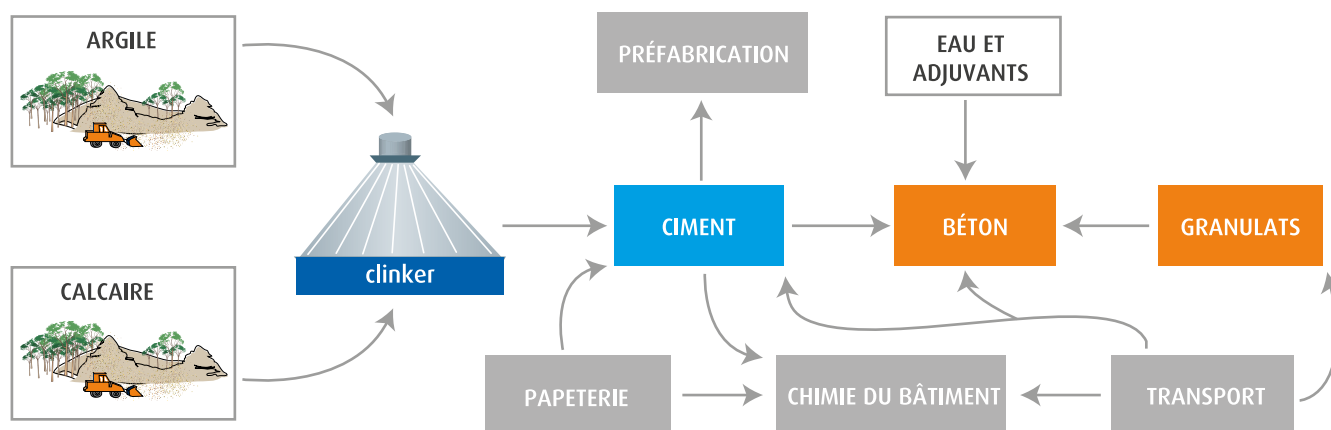 ARGILE
PRÉFABRICATION
EAU ET
ADJUVANTS
CIMENT
BÉTON
GRANULATS
clinker
CALCAIRE
PAPETERIE
CHIMIE DU BÂTIMENT
TRANSPORT